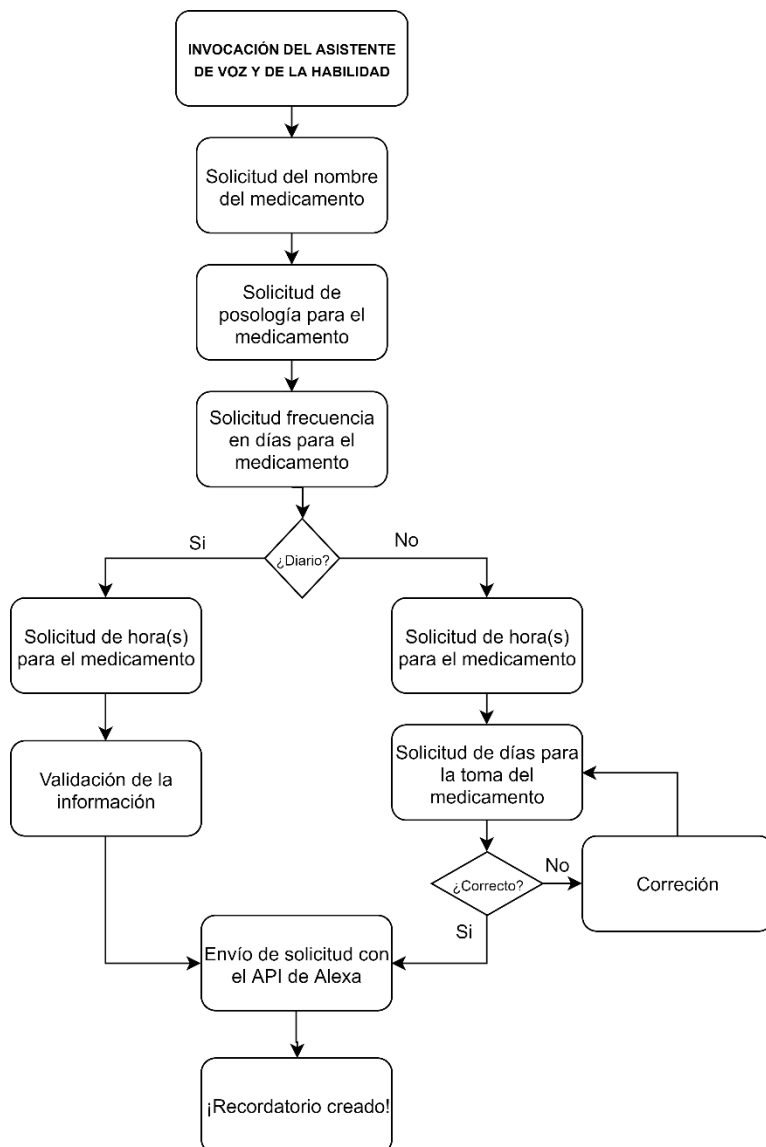 INVOCACIÓN DEL ASISTENTE
DE VOZ Y DE LA HABILIDAD
Solicitud del nombre
del medicamento
Solicitud de
posología para el
medicamento
Solicitud frecuencia
en días para el
medicamento
¿Diario?
Si
No
Solicitud de hora(s)
para el medicamento
Validación de la
información
Solicitud de hora(s)
para el medicamento
Solicitud de días para
la toma del
medicamento
¿Correcto?
No
Correción
Si
Envío de solicitud con
el API de Alexa
¡Recordatorio creado!